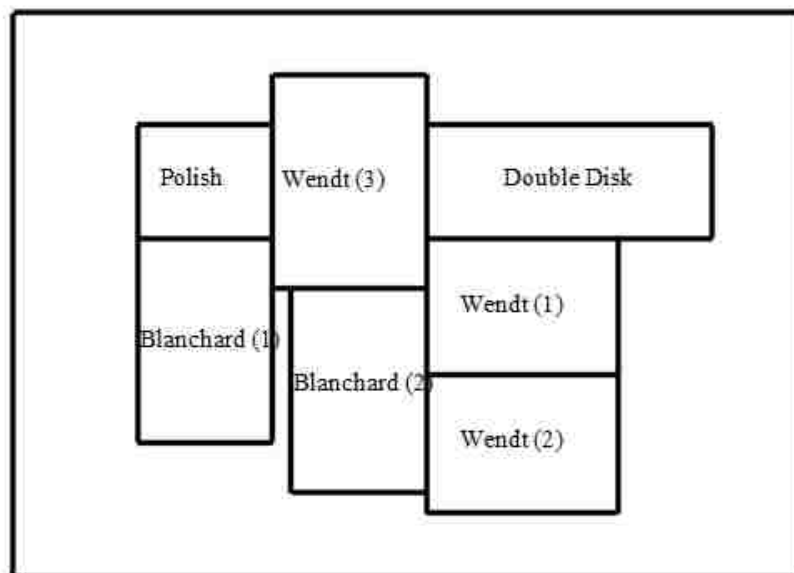 Polish
Wendt (3)
Double Disk
Wendt (1)
Blanchard (1)
Blanchard (2)
Wendt (2)